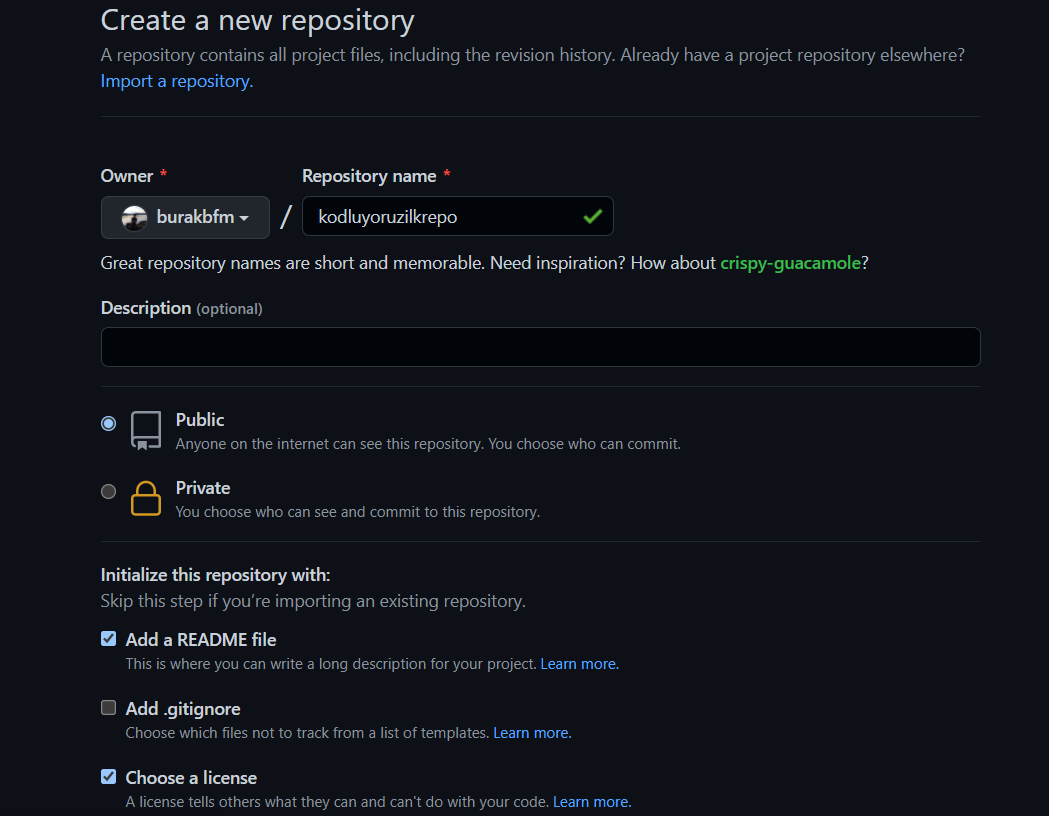 Create a new repository
A repository contains all project files, including the revision history. Already have a project repository elsewhere?
Import a repository.
Owner * Repository name *
burakbfm / kodluyoruzilkrepo
Great repository names are short and memorable. Need inspiration? How about crispy-guacamole?
Description (optional)
Public
Anyone on the internet can see this repository. You choose who can commit.
Private
You choose who can see and commit to this repository.
Initialize this repository with:
Skip this step if you’re importing an existing repository.
Add a README file
This is where you can write a long description for your project. Learn more.
Add .gitignore
Choose which files not to track from a list of templates. Learn more.
Choose a license
A license tells others what they can and can't do with your code. Learn more.